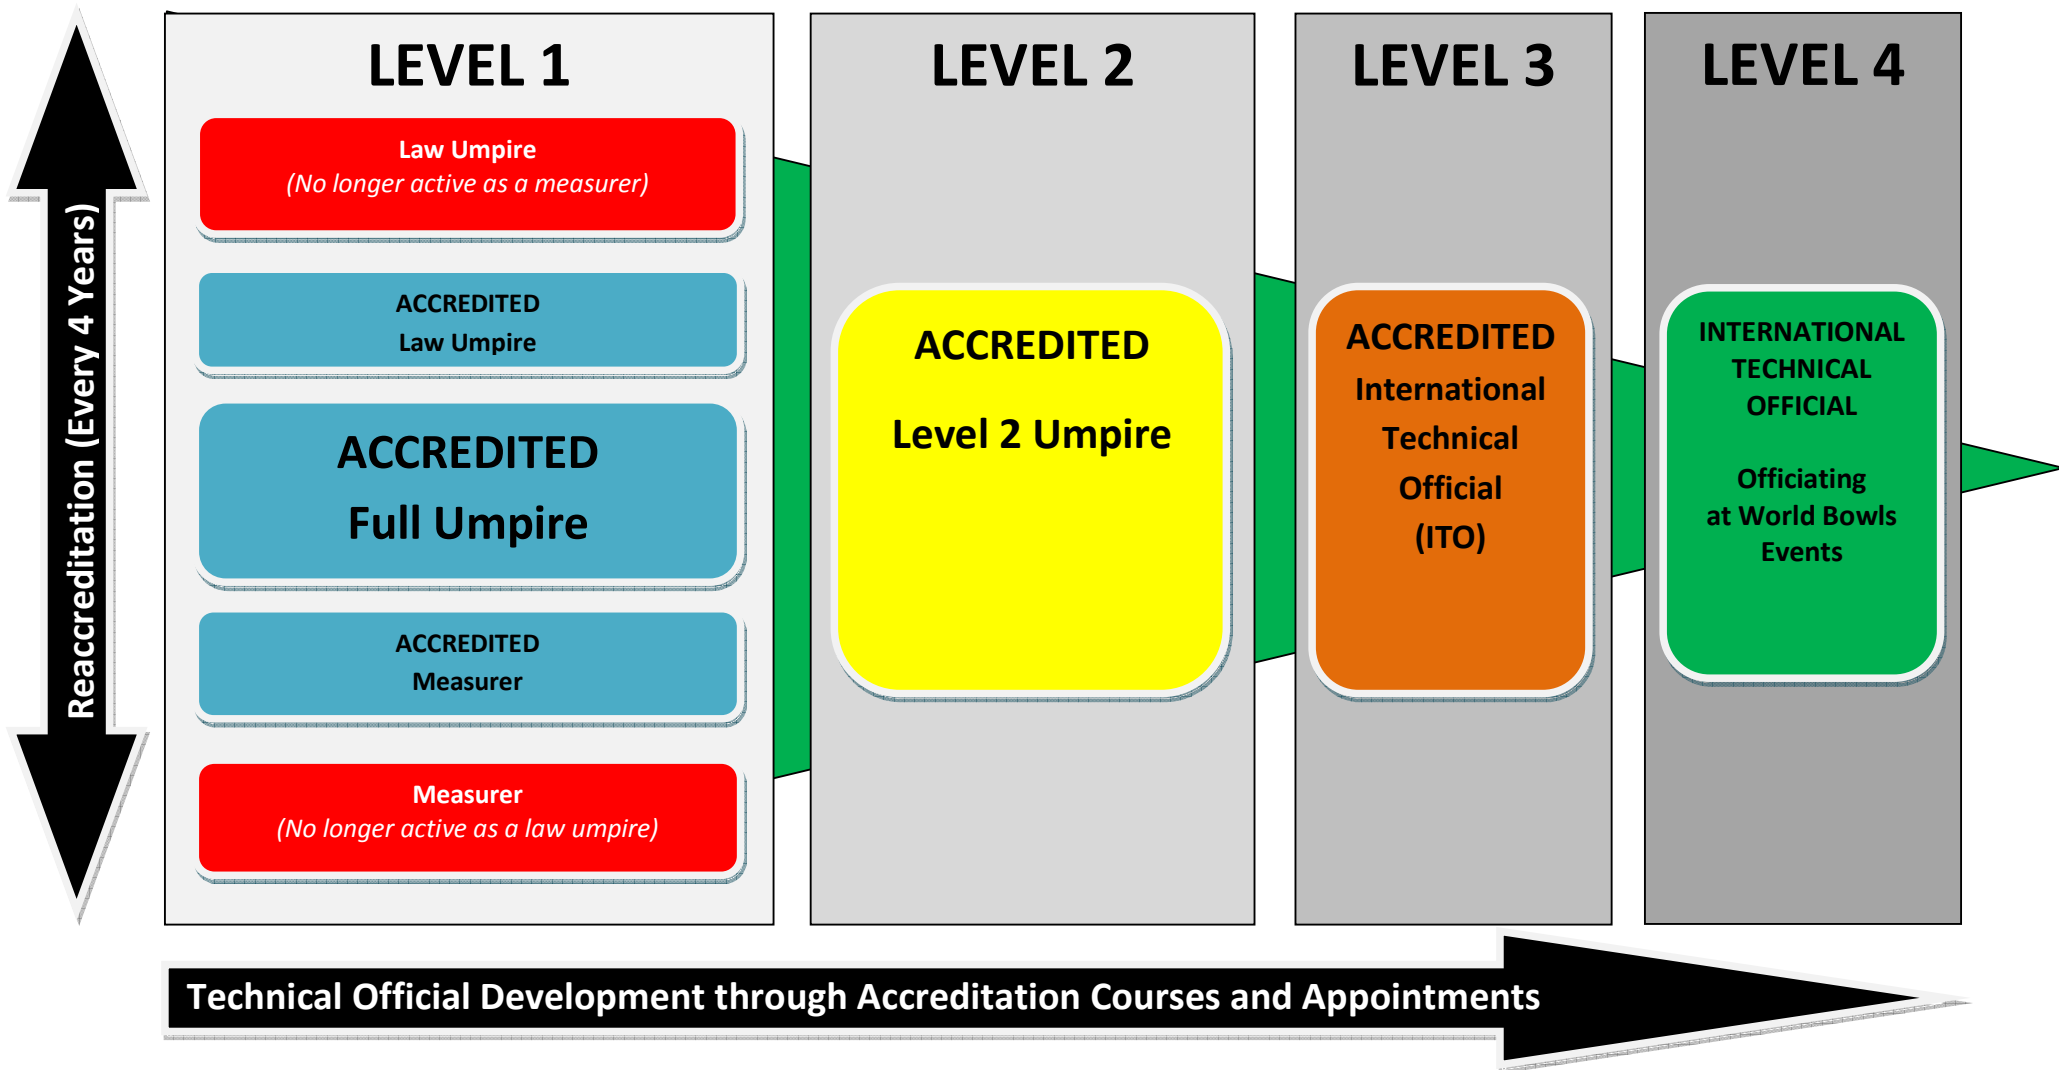 Reaccreditation (Every 4 Years)
LEVEL 1
Law Umpire
(No longer active as a measurer)
ACCREDITED
Law Umpire
ACCREDITED
Full Umpire
ACCREDITED
Measurer
Measurer
(No longer active as a law umpire)
LEVEL 2
ACCREDITED
Level 2 Umpire
LEVEL 3
ACCREDITED
International
Technical
Official
(ITO)
LEVEL 4
INTERNATIONAL
TECHNICAL
OFFICIAL
Officiating
at World Bowls
Events
Technical Official Development through Accreditation Courses and Appointments